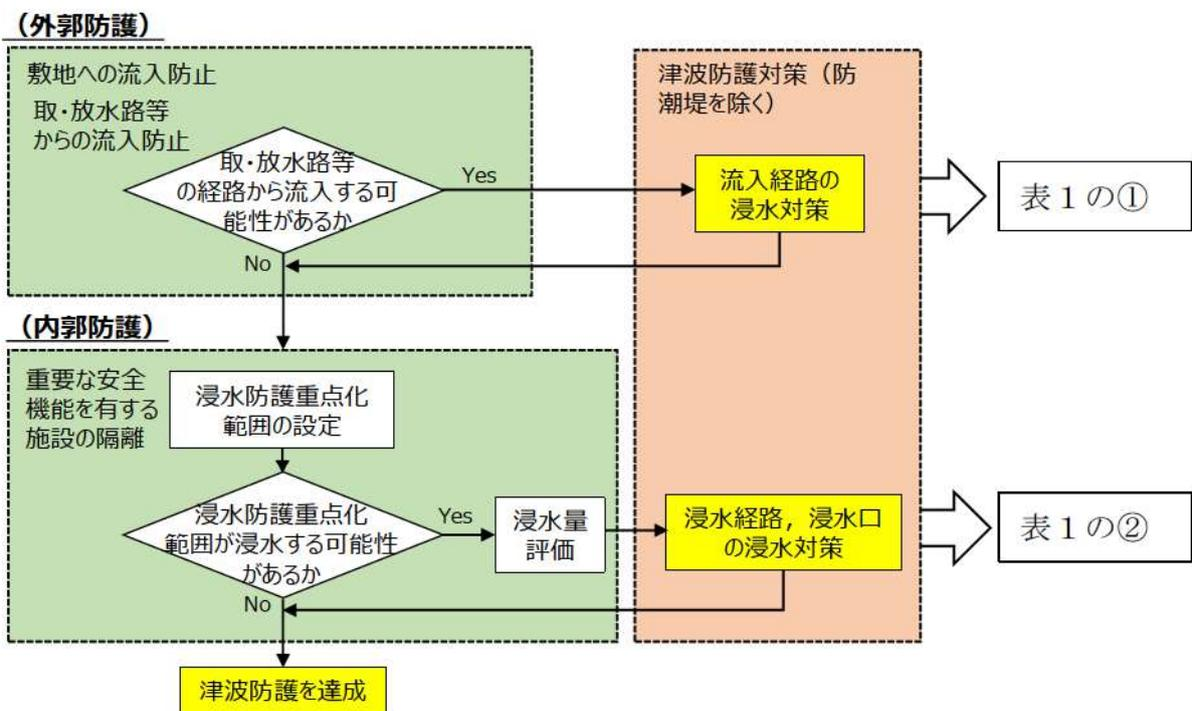 （外郭防護）
敷地への流入防止
取・放水路等
からの流入防止
取・放水路等
の経路から流入する可
能性があるか
Yes
No
津波防護対策（防
潮堤を除く）
流入経路の
浸水対策
表１の①
（内郭防護）
重要な安全
機能を有する
施設の隔離
浸水防護重点化
範囲の設定
浸水防護重点化
範囲が浸水する可能性
があるか
Yes
No
浸水量
評価
浸水経路，浸水口
の浸水対策
表１の②
津波防護を達成